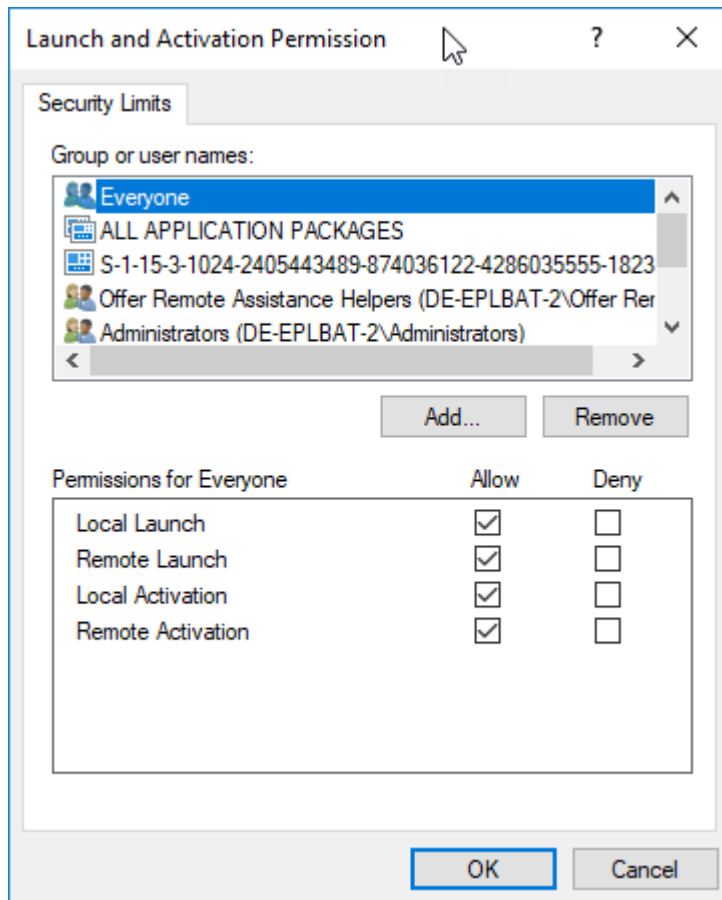 Launch and Activation Permission ?
Security Limits
Group or user names:
Everyone
ALL APPLICATION PACKAGES
S-1-15-3-1024-2405443489-874036122-4286035555-1823
Offer Remote Assistance Helpers (DE-EPLBAT-2\Offer Rer
Administrators (DE-EPLBAT-2\Administrators)
Add... Remove
Permissions for Everyone Allow Deny
Local Launch
Remote Launch
Local Activation
Remote Activation
OK Cancel